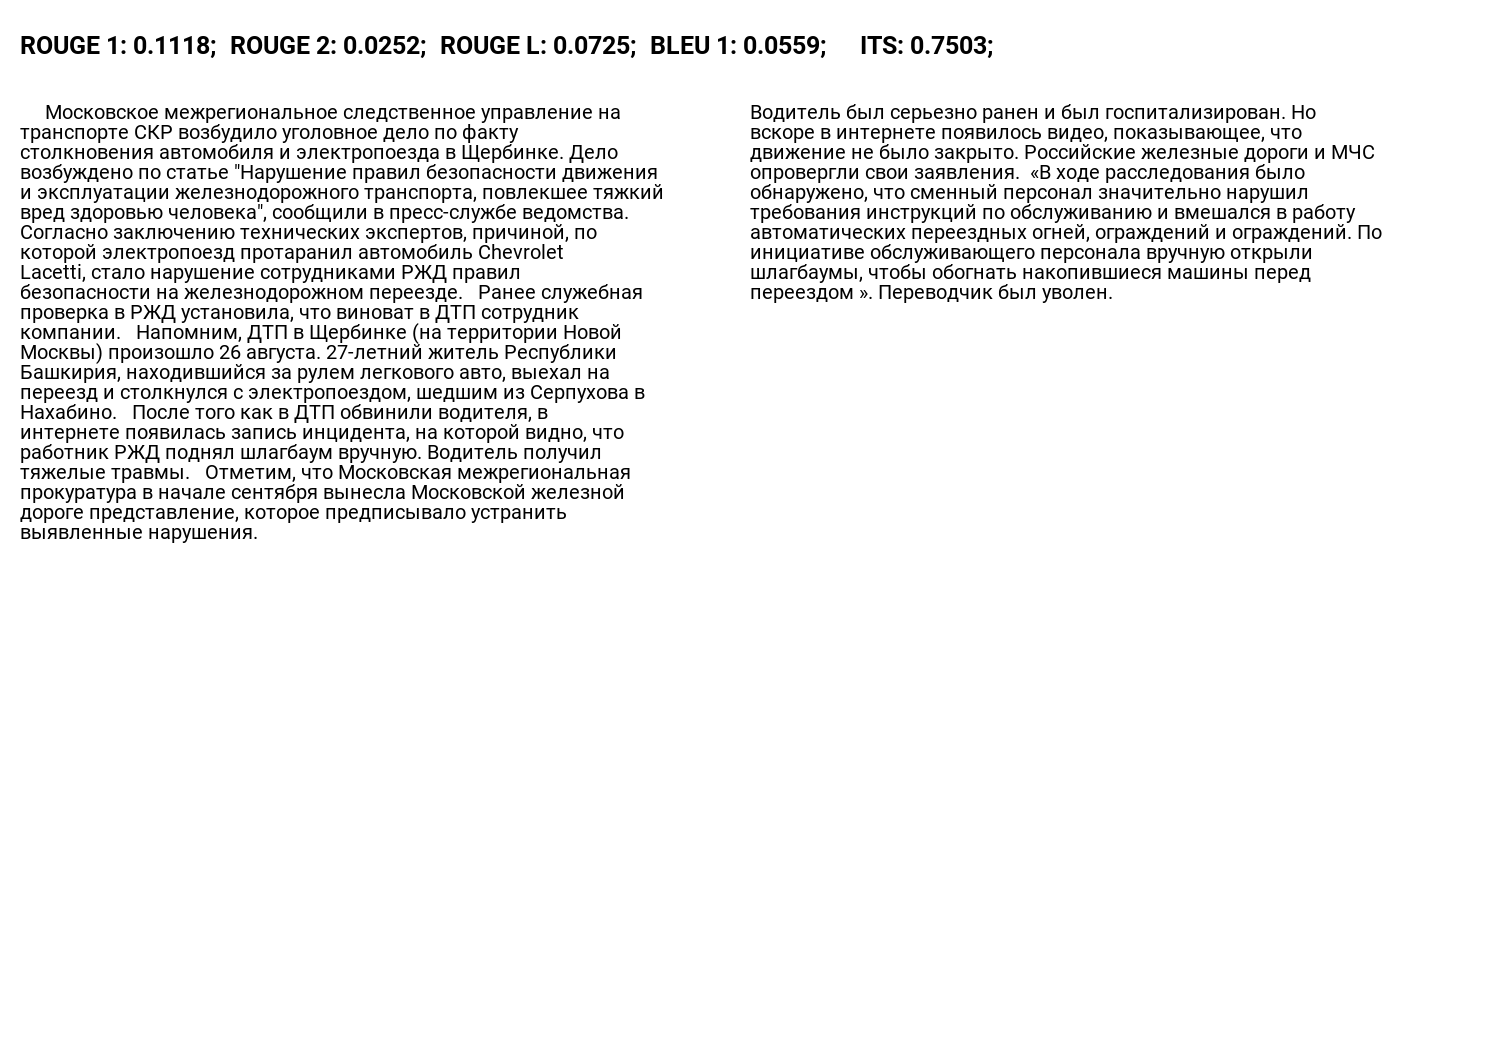 ROUGE 1: 0.1118;  ROUGE 2: 0.0252;  ROUGE L: 0.0725;  BLEU 1: 0.0559;     ITS: 0.7503;
Московское межрегиональное следственное управление на
транспорте СКР возбудило уголовное дело по факту
столкновения автомобиля и электропоезда в Щербинке. Дело
возбуждено по статье "Нарушение правил безопасности движения
и эксплуатации железнодорожного транспорта, повлекшее тяжкий
вред здоровью человека", сообщили в пресс-службе ведомства.
Согласно заключению технических экспертов, причиной, по
которой электропоезд протаранил автомобиль Chevrolet
Lacetti, стало нарушение сотрудниками РЖД правил
безопасности на железнодорожном переезде.   Ранее служебная
проверка в РЖД установила, что виноват в ДТП сотрудник
компании.   Напомним, ДТП в Щербинке (на территории Новой
Москвы) произошло 26 августа. 27-летний житель Республики
Башкирия, находившийся за рулем легкового авто, выехал на
переезд и столкнулся с электропоездом, шедшим из Серпухова в
Нахабино.   После того как в ДТП обвинили водителя, в
интернете появилась запись инцидента, на которой видно, что
работник РЖД поднял шлагбаум вручную. Водитель получил
тяжелые травмы.   Отметим, что Московская межрегиональная
прокуратура в начале сентября вынесла Московской железной
дороге представление, которое предписывало устранить
выявленные нарушения.
Водитель был серьезно ранен и был госпитализирован. Но
вскоре в интернете появилось видео, показывающее, что
движение не было закрыто. Российские железные дороги и МЧС
опровергли свои заявления.  «В ходе расследования было
обнаружено, что сменный персонал значительно нарушил
требования инструкций по обслуживанию и вмешался в работу
автоматических переездных огней, ограждений и ограждений. По
инициативе обслуживающего персонала вручную открыли
шлагбаумы, чтобы обогнать накопившиеся машины перед
переездом ». Переводчик был уволен.